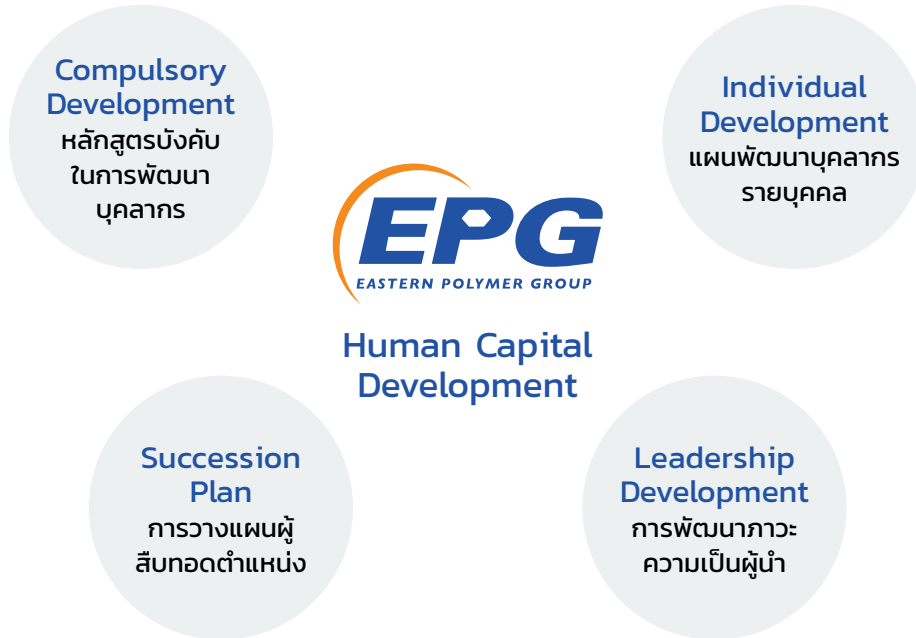 Compulsory
Development
หลักสูตรบังคับ
ในการพัฒนา
บุคลากร
Individual
Development
แผนพัฒนาบุคลากร
รายบุคคล
EPG
EASTERN POLYMER GROUP
Human Capital
Development
Succession
Plan
การวางแผนผู้
สืบทอดตำแหน่ง
Leadership
Development
การพัฒนาภาวะ
ความเป็นผู้นำ